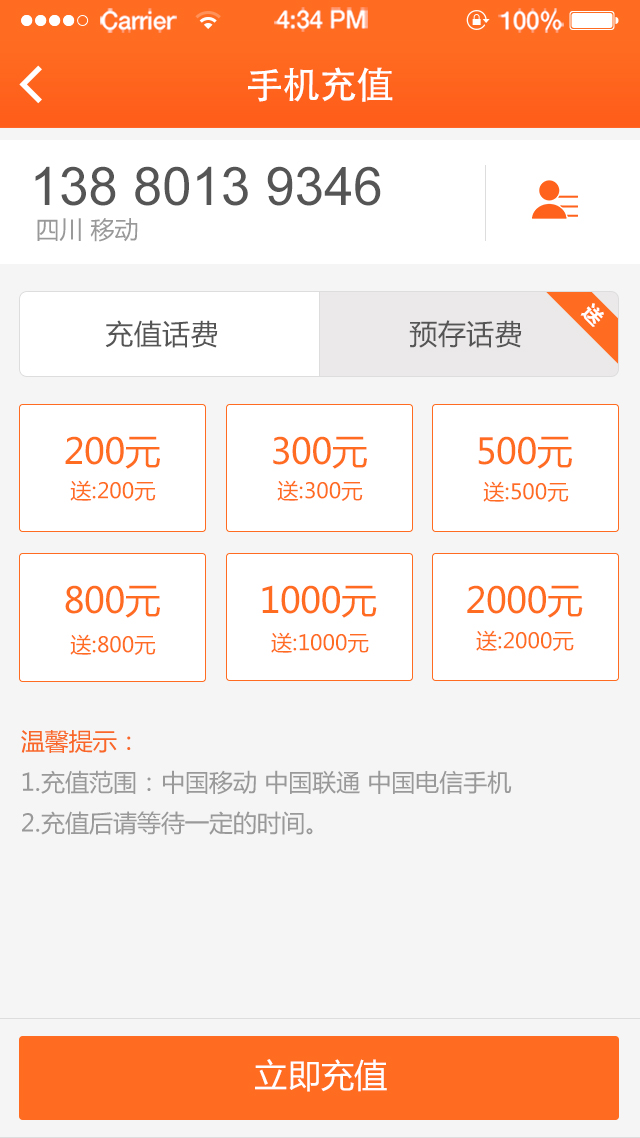 Carrier 4:34 PM 100%
手机充值
138 8013 9346
四川 移动
充值话费 预存话费 送
200元 300元 500元
送:200元 送:300元 送:500元
800元 1000元 2000元
送:800元 送:1000元 送:2000元
温馨提示：
1.充值范围：中国移动 中国联通 中国电信手机
2.充值后请等待一定的时间。
立即充值